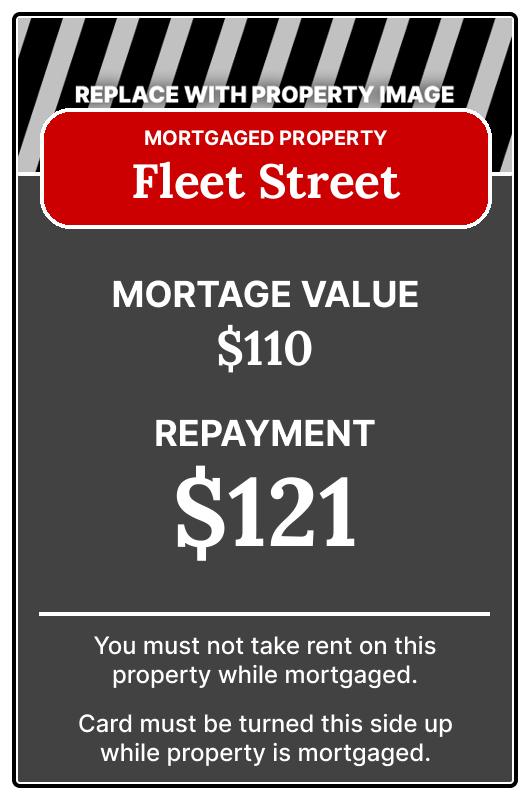 REPLACE WITH PROPERTY IMAGE
MORTGAGED PROPERTY
Fleet Street
MORTAGE VALUE
$110
REPAYMENT
$121
You must not take rent on this
property while mortgaged.
Card must be turned this side up
while property is mortgaged.